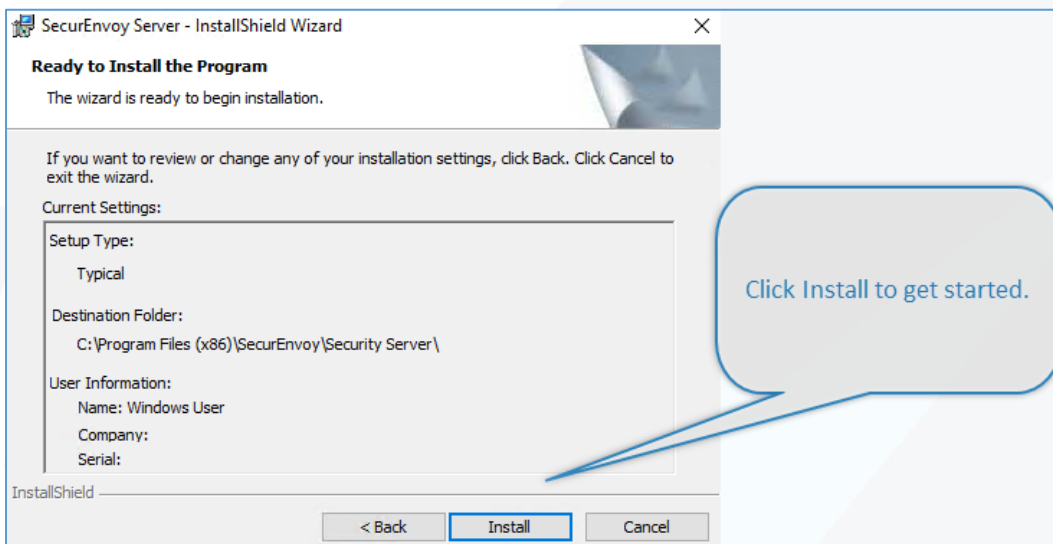 SecurEnvoy Server - InstallShield Wizard
Ready to Install the Program
The wizard is ready to begin installation.
If you want to review or change any of your installation settings, click Back. Click Cancel to
exit the wizard.
Current Settings:
Setup Type:
Typical
Destination Folder:
C:\Program Files (x86)\SecurEnvoy\Security Server\
User Information:
Name: Windows User
Company:
Serial:
InstallShield
< Back
Install
Cancel
Click Install to get started.